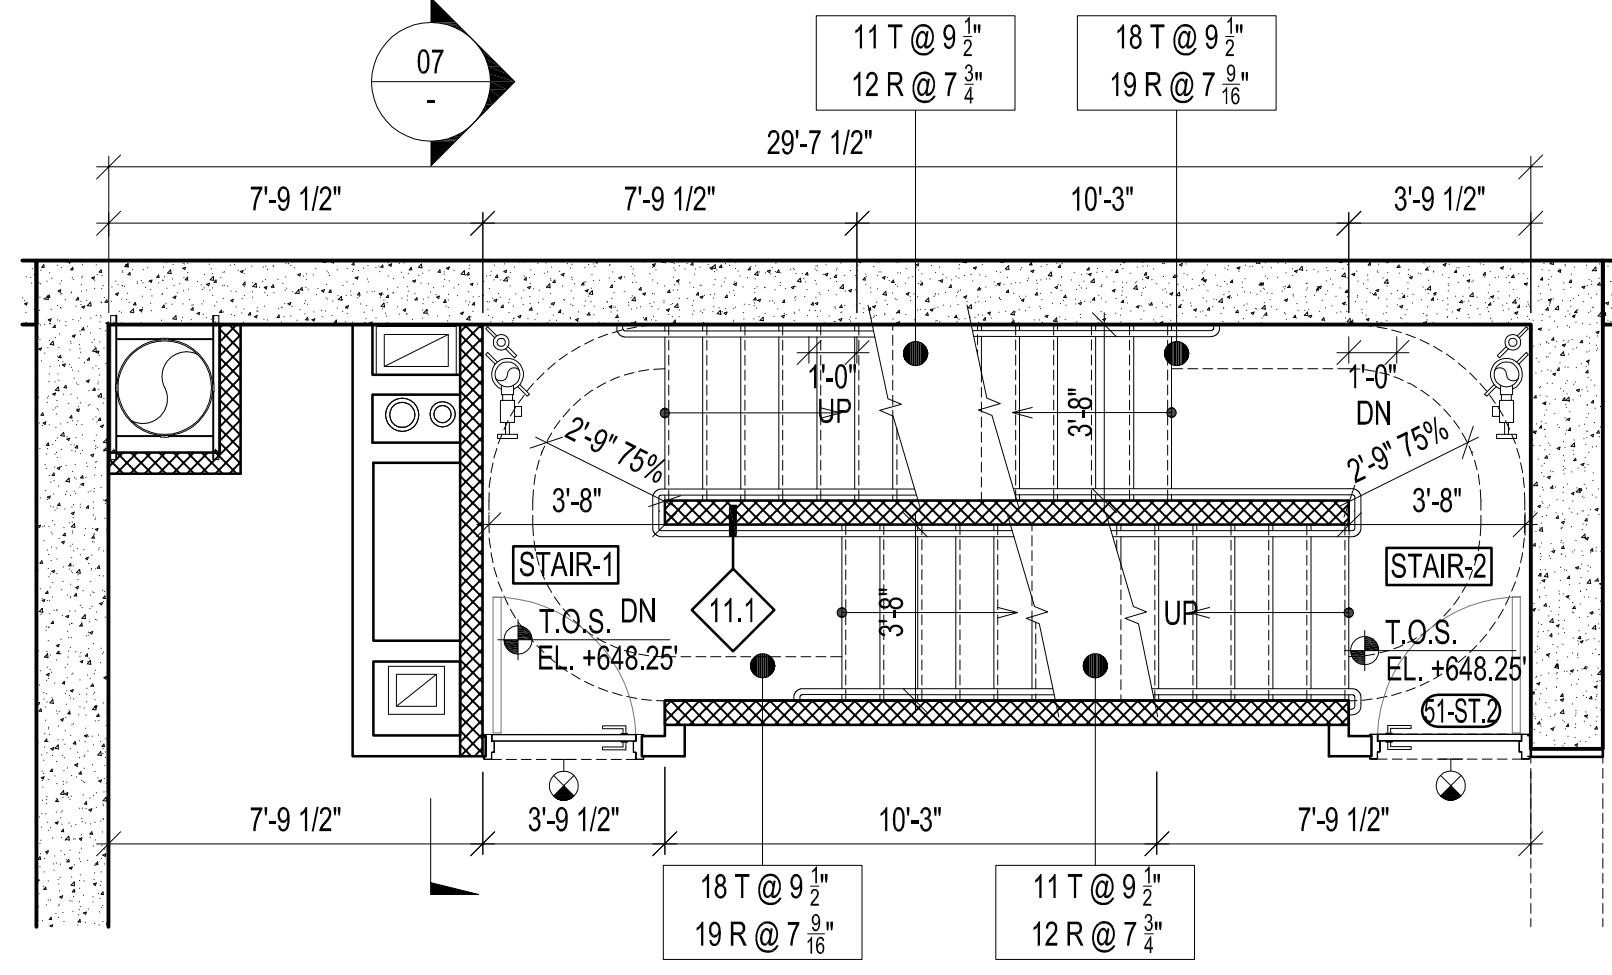 07
-
11 T @ 9 1/2"
12 R @ 7 3/4"
18 T @ 9 1/2"
19 R @ 7 9/16"
29'-7 1/2"
7'-9 1/2"
7'-9 1/2"
10'-3"
3'-9 1/2"
1'-0"
UP
1'-0"
DN
3'-8"
2'-9" 75%
2'-9" 75%
3'-8"
3'-8"
STAIR-1
STAIR-2
11.1
DN
3'-8"
UP
T.O.S.
EL. +648.25'
T.O.S.
EL. +648.25'
51-ST.2
7'-9 1/2"
3'-9 1/2"
10'-3"
7'-9 1/2"
18 T @ 9 1/2"
19 R @ 7 9/16"
11 T @ 9 1/2"
12 R @ 7 3/4"